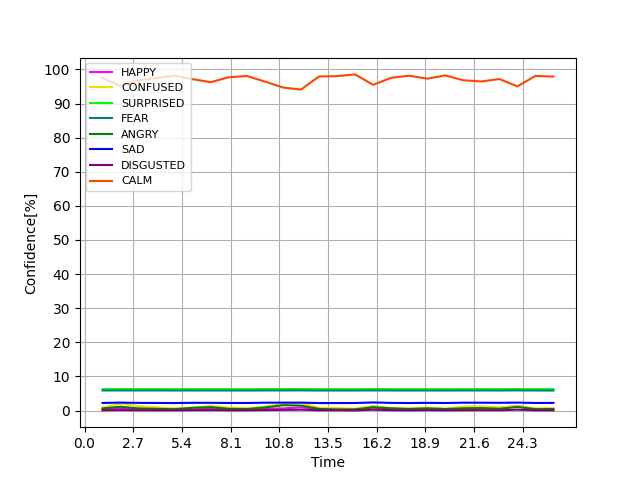 100
90
80
70
60
50
40
30
20
10
0
Confidence[%]
HAPPY
CONFUSED
SURPRISED
FEAR
ANGRY
SAD
DISGUSTED
CALM
0.0 2.7 5.4 8.1 10.8 13.5 16.2 18.9 21.6 24.3
Time